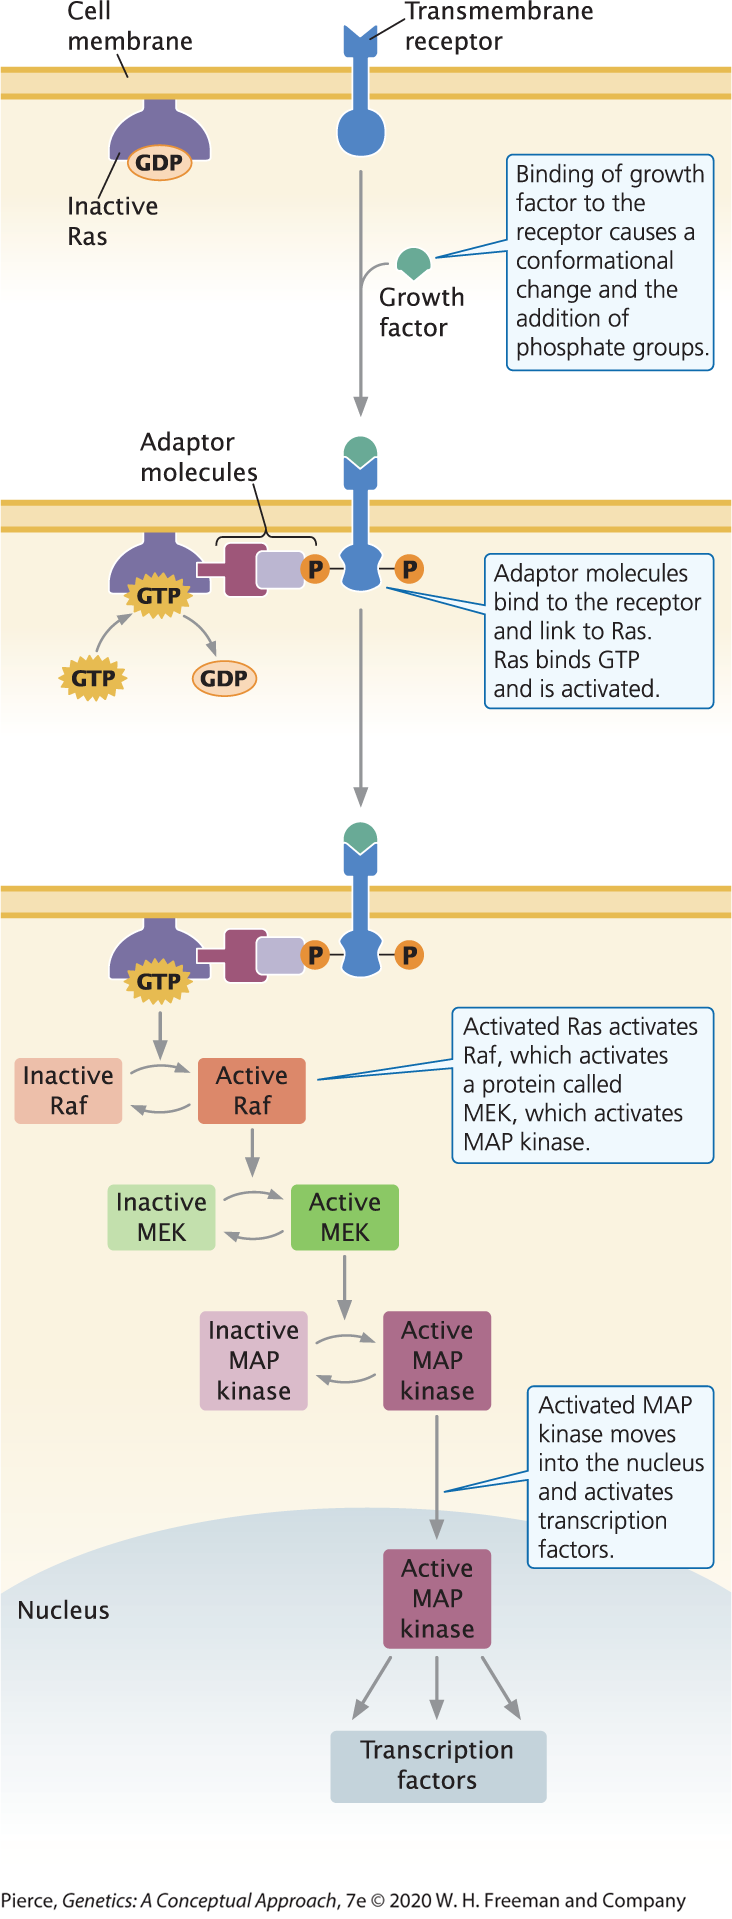 Cell
membrane
Transmembrane
receptor
GDP
Inactive
Ras
Binding of growth
factor to the
receptor causes a
conformational
change and the
addition of
phosphate groups.
Growth
factor
Adaptor
molecules
P
P
GTP
GTP
GDP
Adaptor molecules
bind to the receptor
and link to Ras.
Ras binds GTP
and is activated.
P
P
GTP
Activated Ras activates
Raf, which activates
a protein called
MEK, which activates
MAP kinase.
Inactive
Raf
Active
Raf
Inactive
MEK
Active
MEK
Inactive
MAP
kinase
Active
MAP
kinase
Activated MAP
kinase moves
into the nucleus
and activates
transcription
factors.
Nucleus
Active
MAP
kinase
Transcription
factors
Pierce, Genetics: A Conceptual Approach, 7e © 2020 W. H. Freeman and Company